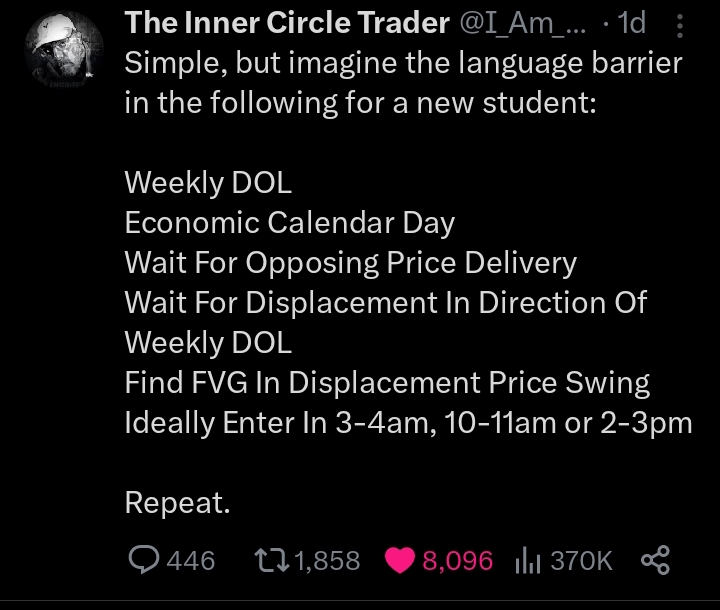 The Inner Circle Trader @I_Am_... · 1d
Simple, but imagine the language barrier
in the following for a new student:
Weekly DOL
Economic Calendar Day
Wait For Opposing Price Delivery
Wait For Displacement In Direction Of
Weekly DOL
Find FVG In Displacement Price Swing
Ideally Enter In 3-4am, 10-11am or 2-3pm
Repeat.
446 1,858 8,096 370K